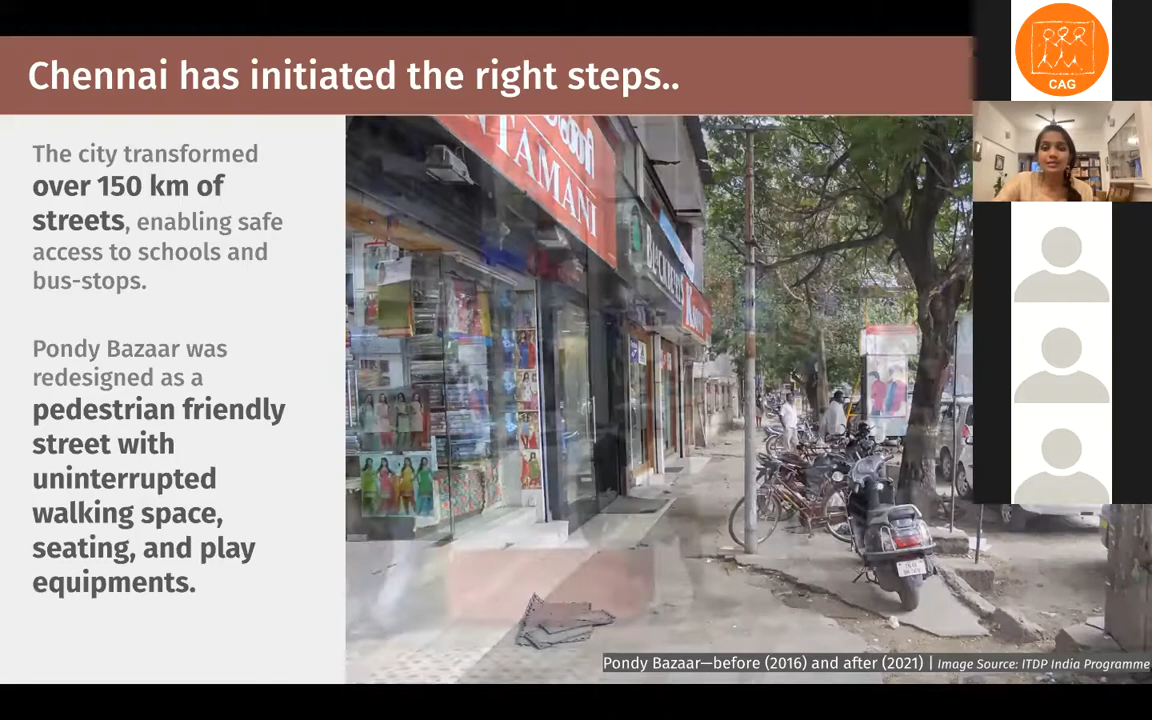 Chennai has initiated the right steps..
CAG
The city transformed
over 150 km of
streets, enabling safe
access to schools and
bus-stops.
Pondy Bazaar was
redesigned as a
pedestrian friendly
street with
uninterrupted
walking space,
seating, and play
equipments.
NTAMANI
Pondy Bazaar—before (2016) and after (2021) | Image Source: ITDP India Programme